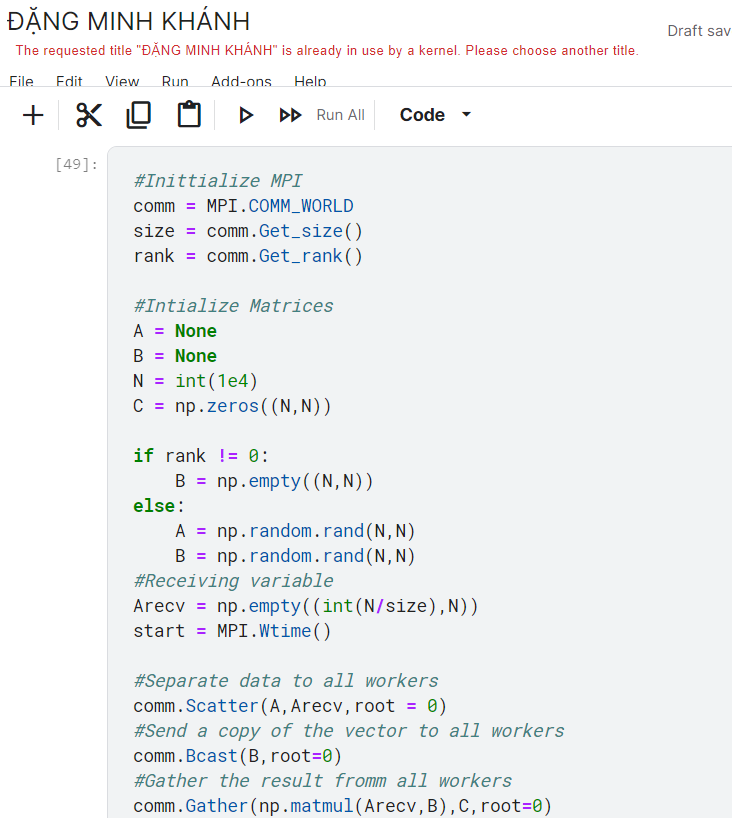 ĐẶNG MINH KHÁNH
Draft sav
The requested title "ĐẶNG MINH KHÁNH" is already in use by a kernel. Please choose another title.
File Edit View Run Add-ons Help
Run All Code
[49]:
#Inittialize MPI
comm = MPI.COMM_WORLD
size = comm.Get_size()
rank = comm.Get_rank()
#Intialize Matrices
A = None
B = None
N = int(1e4)
C = np.zeros((N,N))
if rank != 0:
    B = np.empty((N,N))
else:
    A = np.random.rand(N,N)
    B = np.random.rand(N,N)
#Receiving variable
Arecv = np.empty((int(N/size),N))
start = MPI.Wtime()
#Separate data to all workers
comm.Scatter(A,Arecv,root = 0)
#Send a copy of the vector to all workers
comm.Bcast(B,root=0)
#Gather the result fromm all workers
comm.Gather(np.matmul(Arecv,B),C,root=0)